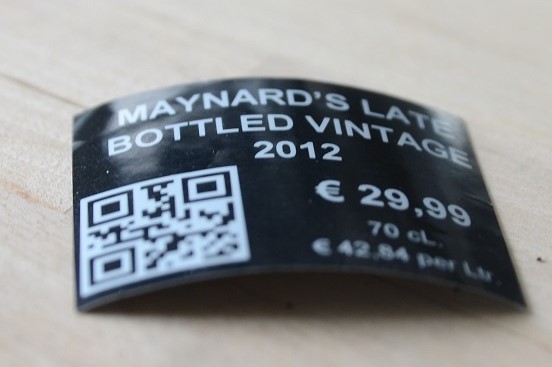 MAYNARD'S LATE
BOTTLED VINTAGE
2012
€ 29,99
70 cL.
€ 42.84 per Ltr.